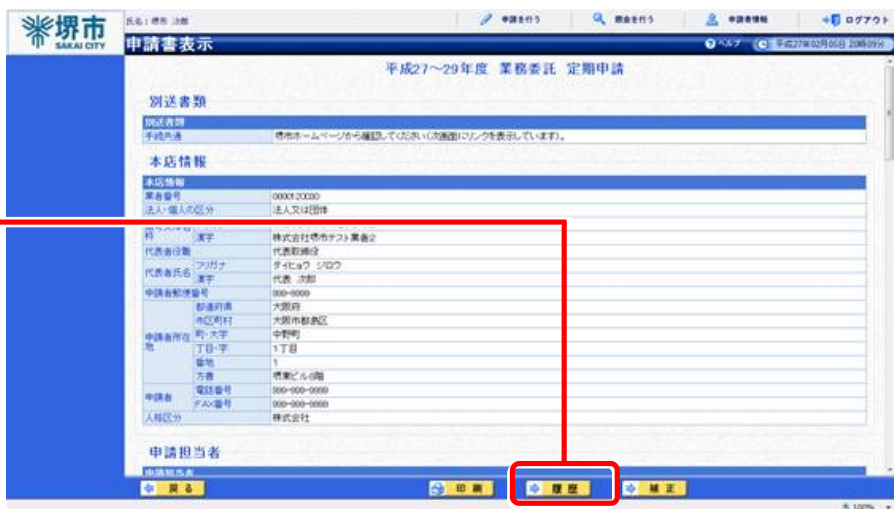 堺市
SAKAI CITY
氏名：堺市 次郎
申請を行う
照会を行う
申請者情報
ログアウト
申請書表示
ヘルプ
平成27年02月05日 20時09分
平成27～29年度 業務委託 定期申請
別送書類
別送書類
手続共通 堺市ホームページから確認してください(次画面にリンクを表示しています)。
本店情報
本店情報
業者番号
法人・個人の区分 法人又は団体
漢字 株式会社堺市テスト業者2
代表者役職 代表取締役
代表者氏名 フリガナ ダイヒョウ ジロウ
漢字 代表 次郎
申請者郵便番号 000-0000
申請者所在地 都道府県 大阪府
市区町村 大阪市都島区
町・大字 中野町
丁目・字 1丁目
番地 1
方書 堺東ビル6階
申請者 電話番号 000-000-0000
FAX番号 000-000-0000
人格区分 株式会社
申請担当者
申請担当者
戻る
印刷
履歴
補正
100%